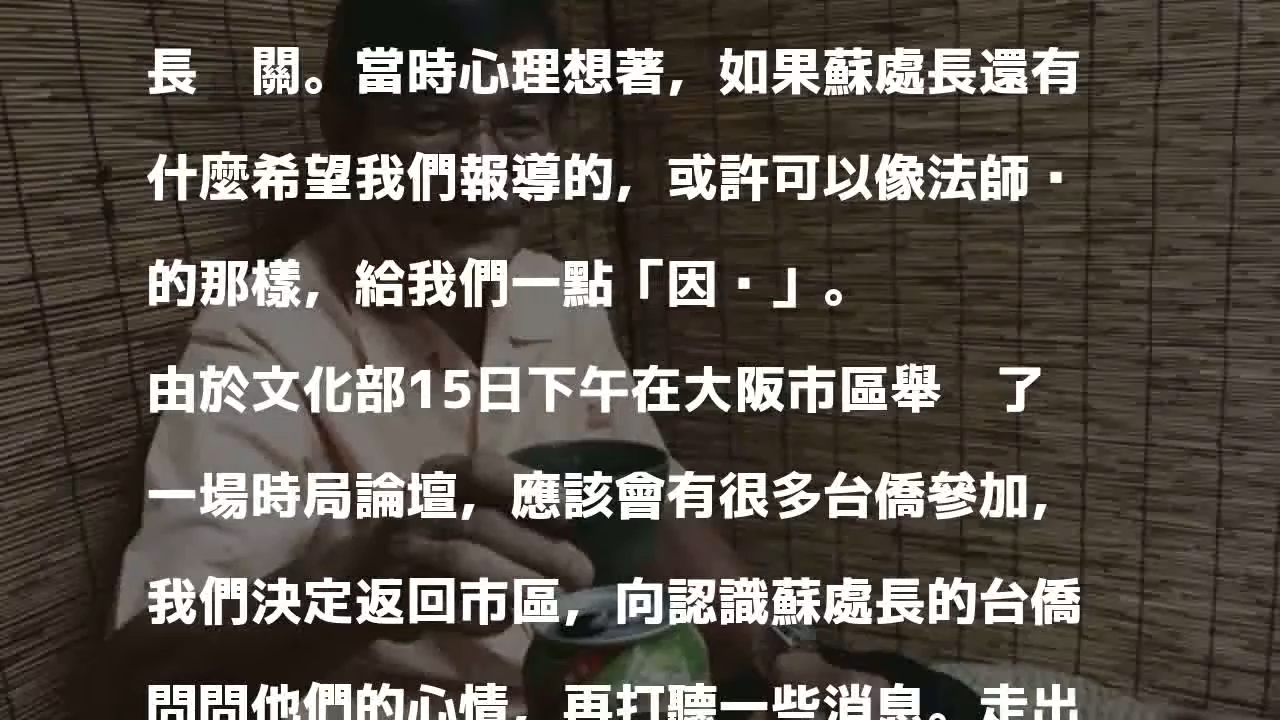 長　關。當時心理想著，如果蘇處長還有
什麼希望我們報導的，或許可以像法師·
的那樣，給我們一點「因·」。
由於文化部15日下午在大阪市區舉　了
一場時局論壇，應該會有很多台僑參加，
我們決定返回市區，向認識蘇處長的台僑
問問他們的心情，再打聽一些消息。走出